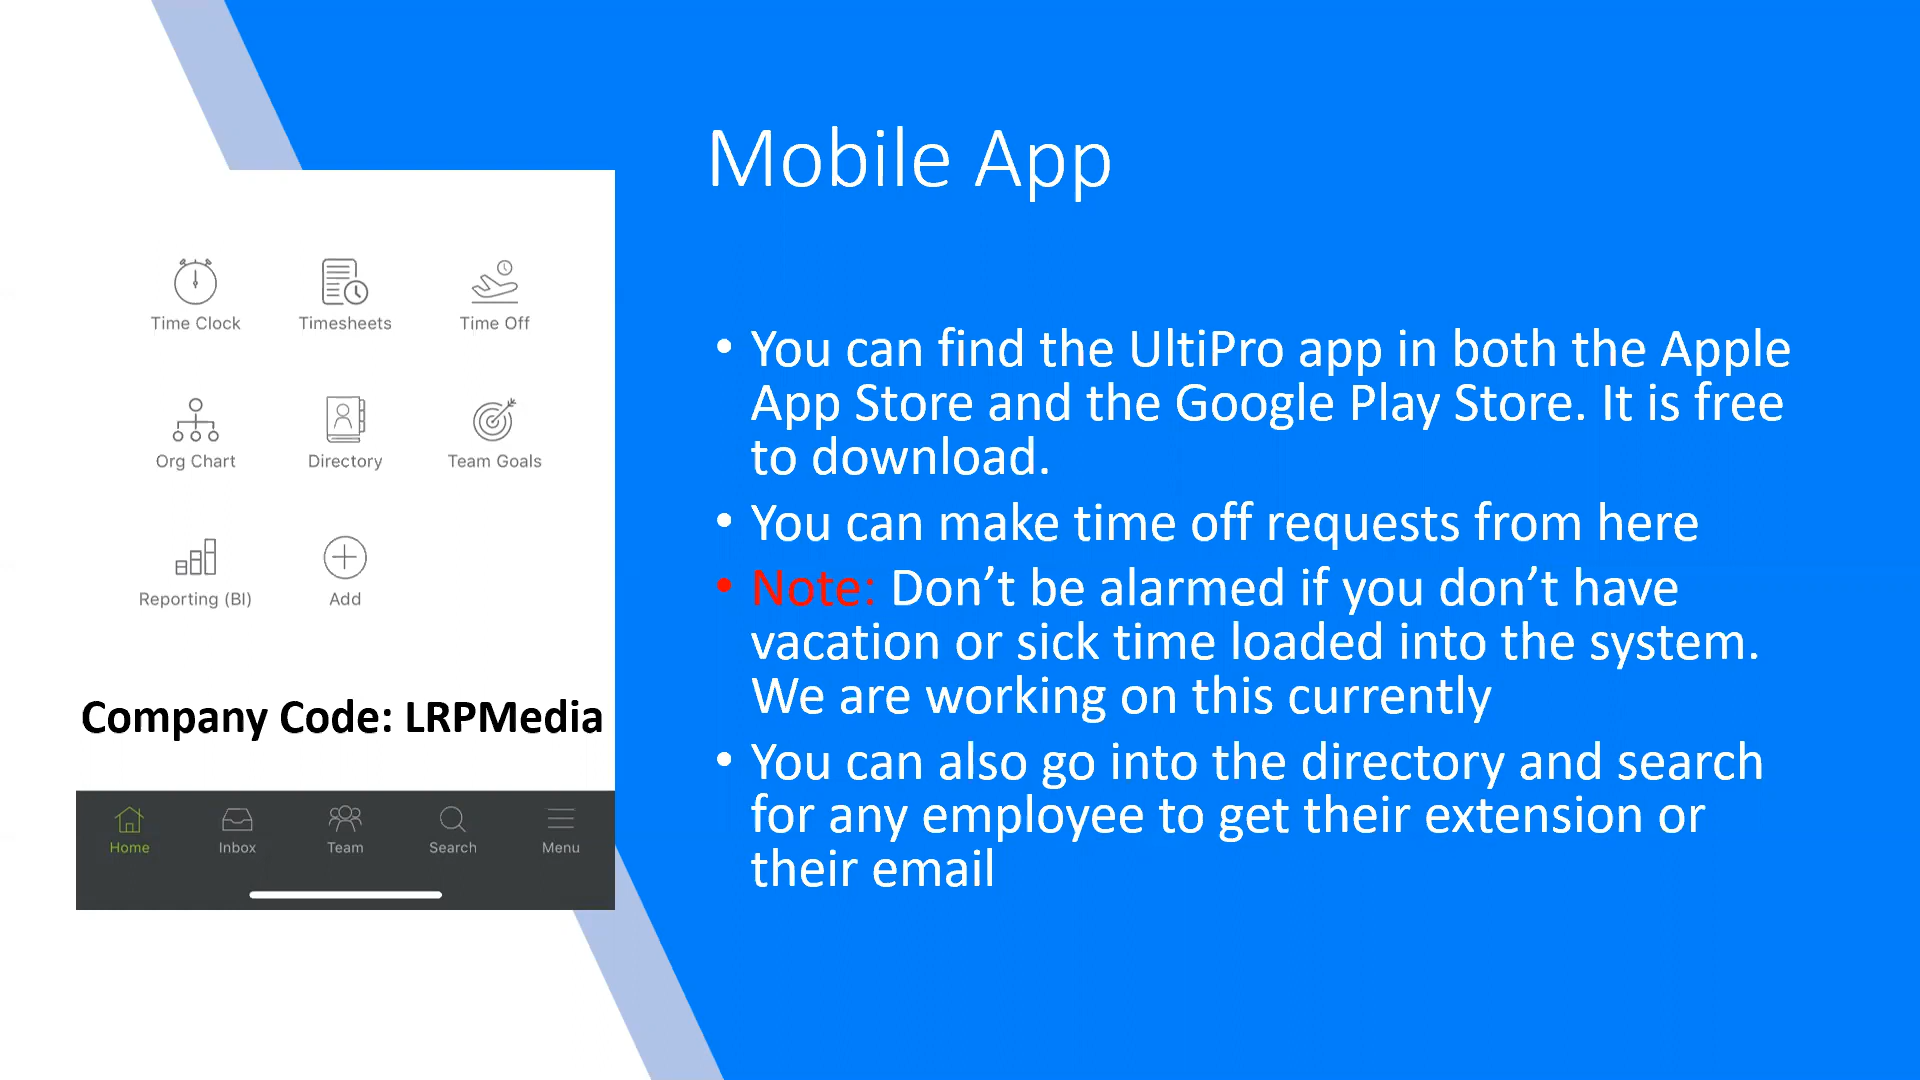 Mobile App
Time Clock
Timesheets
Time Off
Org Chart
Directory
Team Goals
Reporting (BI)
Add
Company Code: LRPMedia
Home
Inbox
Team
Search
Menu
• You can find the UltiPro app in both the Apple
App Store and the Google Play Store. It is free
to download.
• You can make time off requests from here
• Note: Don’t be alarmed if you don’t have
vacation or sick time loaded into the system.
We are working on this currently
• You can also go into the directory and search
for any employee to get their extension or
their email